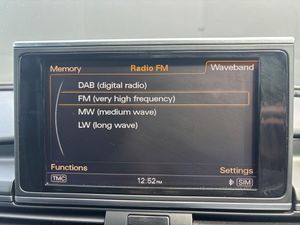 Memory Radio FM Waveband
DAB (digital radio)
FM (very high frequency)
MW (medium wave)
LW (long wave)
Functions Settings
TMC 12:52PM SIM